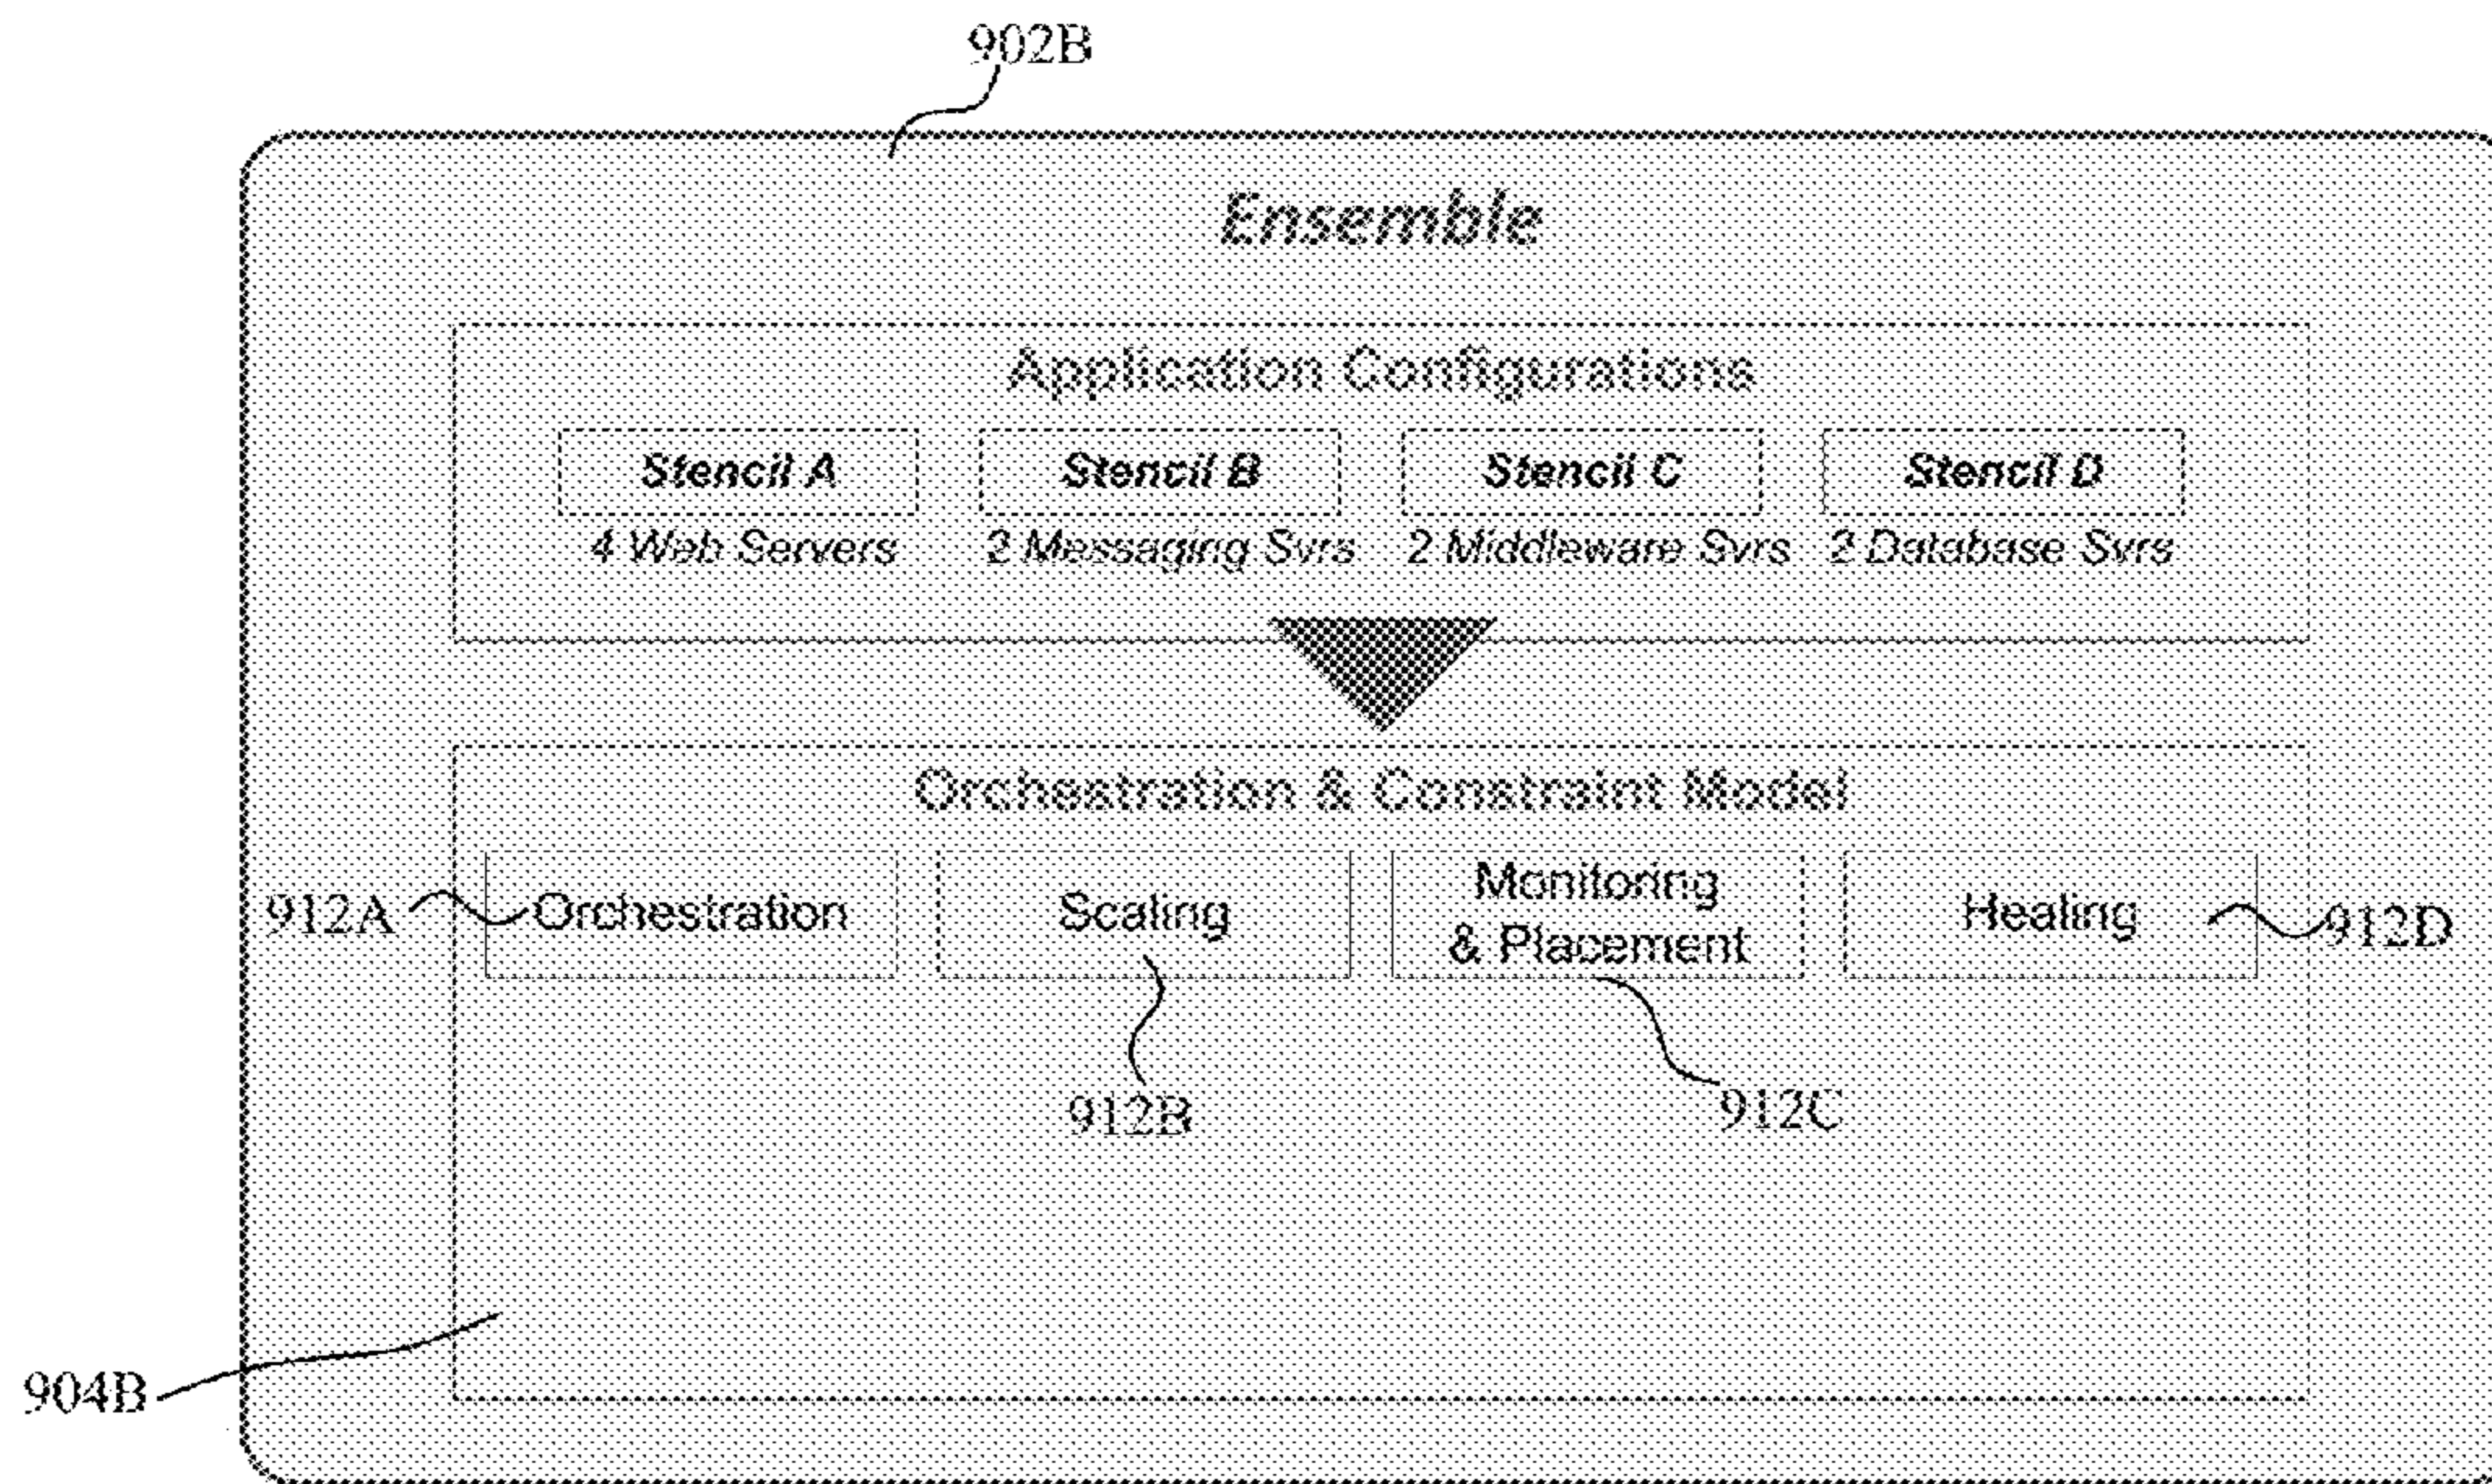 902B
Ensemble
Application Configurations
Stencil A
Stencil B
Stencil C
Stencil D
4 Web Servers
2 Messaging Svrs
2 Middleware Svrs
2 Database Svrs
Orchestration & Constraint Model
912A
Orchestration
Scaling
Monitoring
& Placement
Healing
912D
912B
912C
904B